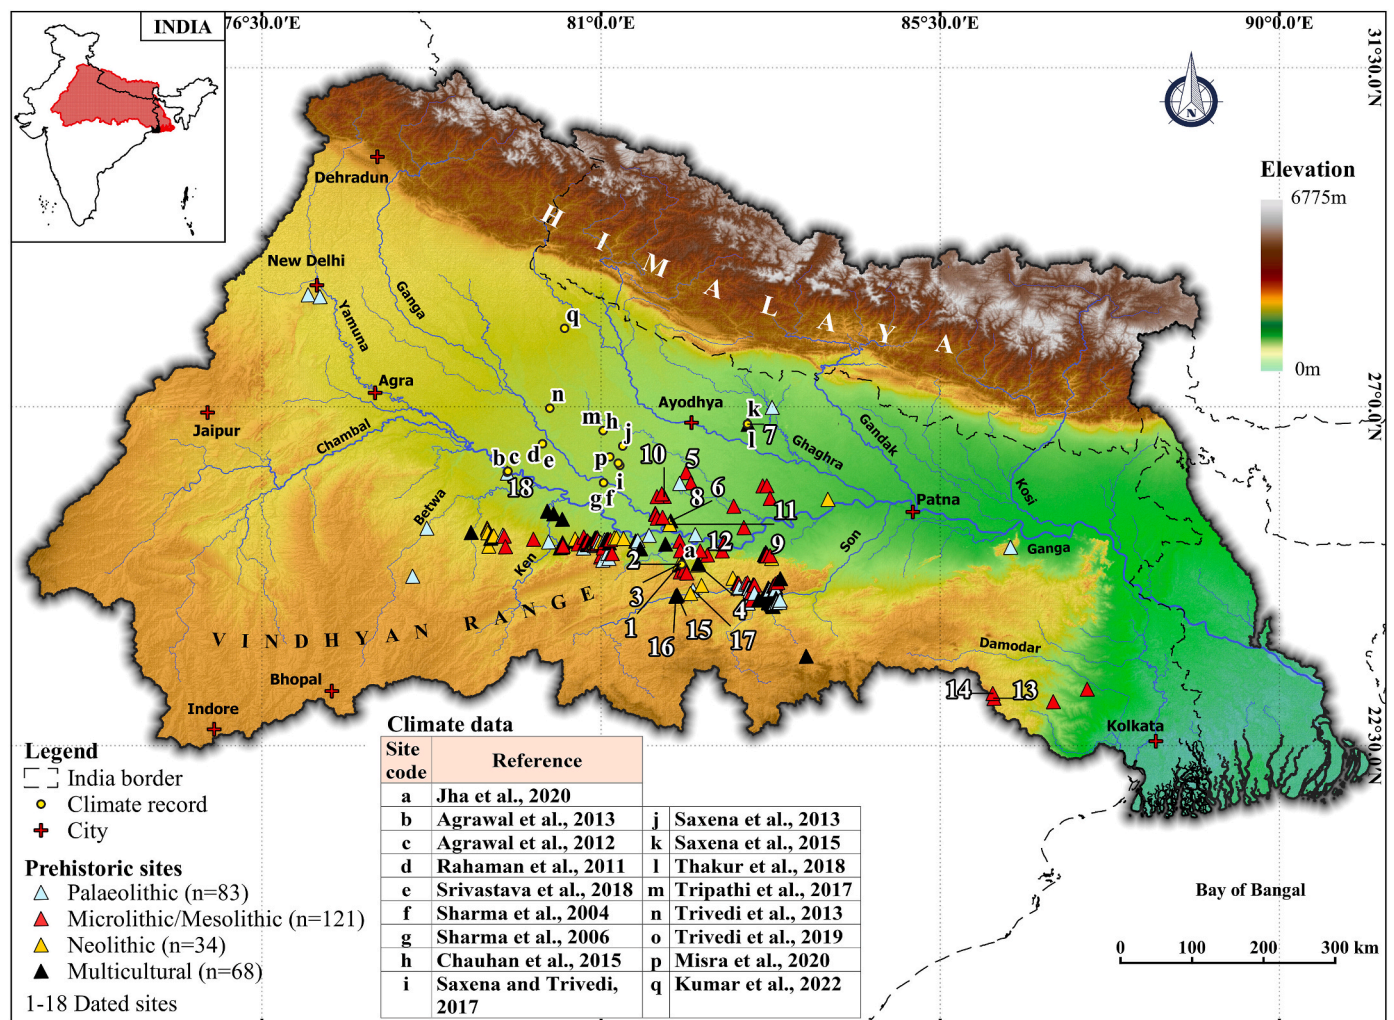 INDIA
76°30.0'E
81°0.0'E
85°30.0'E
90°0.0'E
31°30.0'N
27°0.0'N
22°30.0'N
N
Elevation
6775m
0m
Dehradun
New Delhi
Ganga
Yamuna
Agra
Jaipur
Chambal
HIMALAYA
q
n
m h
j
d e
p
i
b c
18
g f
Ayodhya
k
7
l
Ghaghra
Gandak
Kosi
Patna
Ganga
Son
Betwa
Ken
10
5
8
6
11
12
9
a
2
3
1
4
15
16
17
VINDHYAN RANGE
Damodar
14
13
Kolkata
Bhopal
Indore
Bay of Bangal
0 100 200 300 km
Legend
India border
Climate record
City
Prehistoric sites
Palaeolithic (n=83)
Microlithic/Mesolithic (n=121)
Neolithic (n=34)
Multicultural (n=68)
1-18 Dated sites
Climate data
Site code Reference
a Jha et al., 2020
b Agrawal et al., 2013 j Saxena et al., 2013
c Agrawal et al., 2012 k Saxena et al., 2015
d Rahaman et al., 2011 l Thakur et al., 2018
e Srivastava et al., 2018 m Tripathi et al., 2017
f Sharma et al., 2004 n Trivedi et al., 2013
g Sharma et al., 2006 o Trivedi et al., 2019
h Chauhan et al., 2015 p Misra et al., 2020
i Saxena and Trivedi, 2017 q Kumar et al., 2022